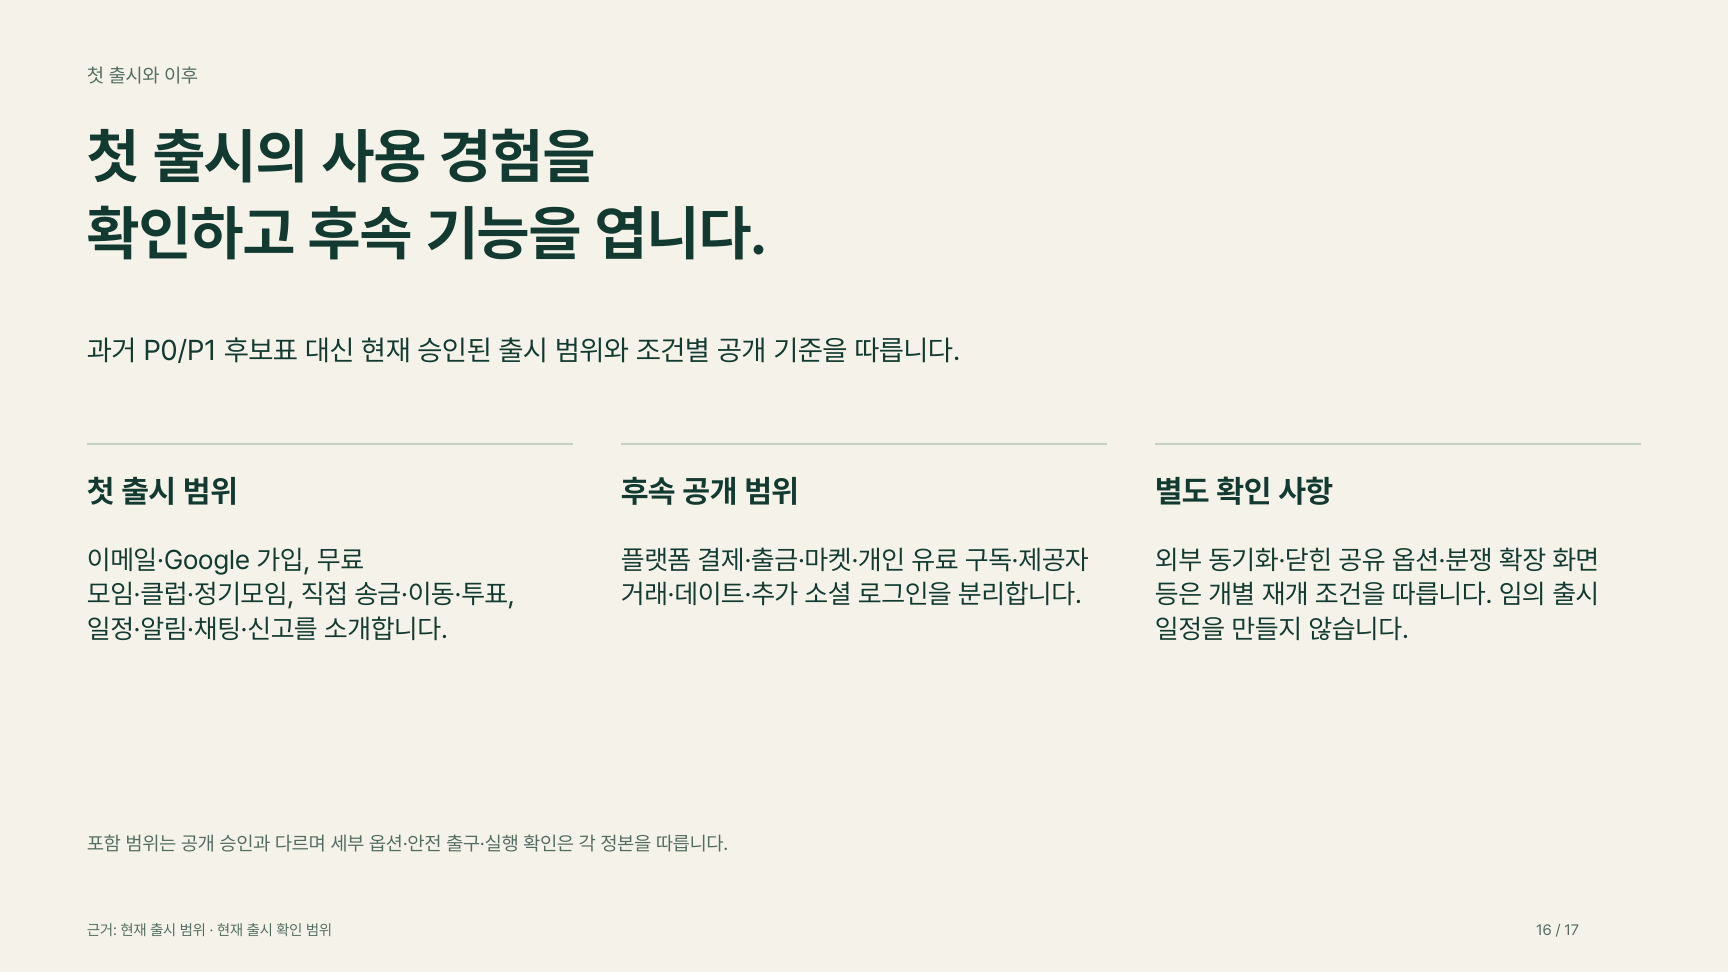 첫 출시와 이후
첫 출시의 사용 경험을
확인하고 후속 기능을 엽니다.
과거 P0/P1 후보표 대신 현재 승인된 출시 범위와 조건별 공개 기준을 따릅니다.
첫 출시 범위
이메일·Google 가입, 무료
모임·클럽·정기모임, 직접 송금·이동·투표,
일정·알림·채팅·신고를 소개합니다.
후속 공개 범위
플랫폼 결제·출금·마켓·개인 유료 구독·제공자
거래·데이트·추가 소셜 로그인을 분리합니다.
별도 확인 사항
외부 동기화·닫힌 공유 옵션·분쟁 확장 화면
등은 개별 재개 조건을 따릅니다. 임의 출시
일정을 만들지 않습니다.
포함 범위는 공개 승인과 다르며 세부 옵션·안전 출구·실행 확인은 각 정본을 따릅니다.
근거: 현재 출시 범위 · 현재 출시 확인 범위
16 / 17